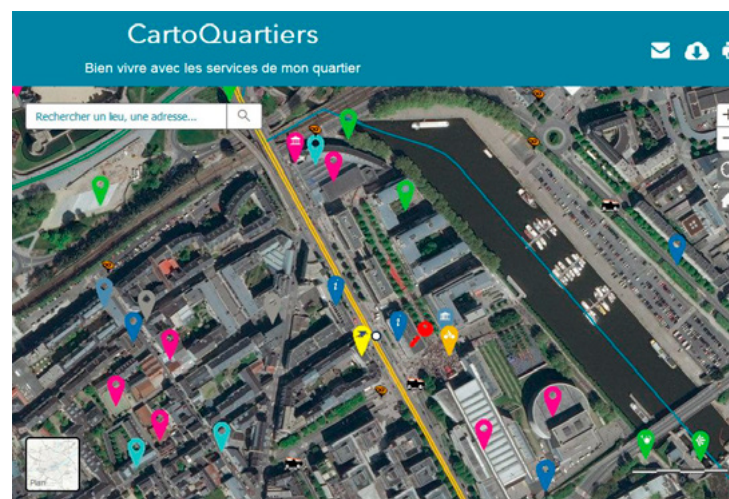 CartoQuartiers
Bien vivre avec les services de mon quartier
Rechercher un lieu, une adresse...
Plan